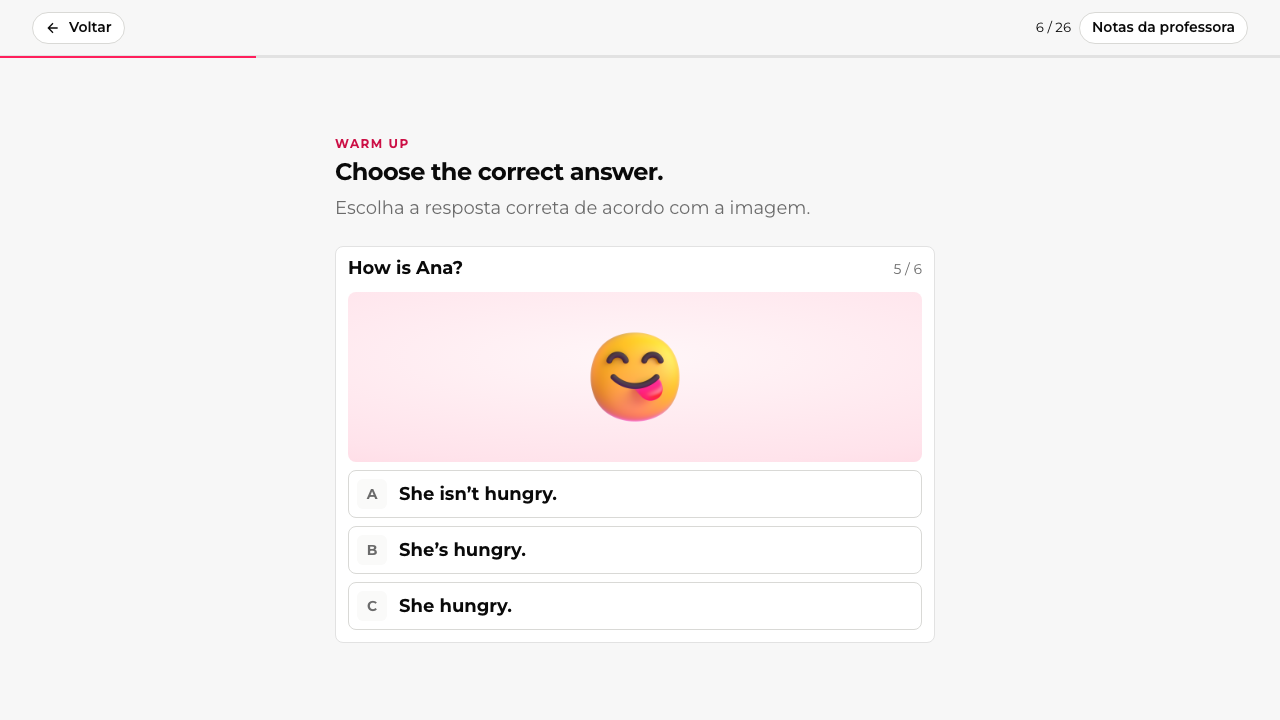 Voltar
6 / 26
Notas da professora
WARM UP
Choose the correct answer.
Escolha a resposta correta de acordo com a imagem.
How is Ana?
5 / 6
A
She isn’t hungry.
B
She’s hungry.
C
She hungry.